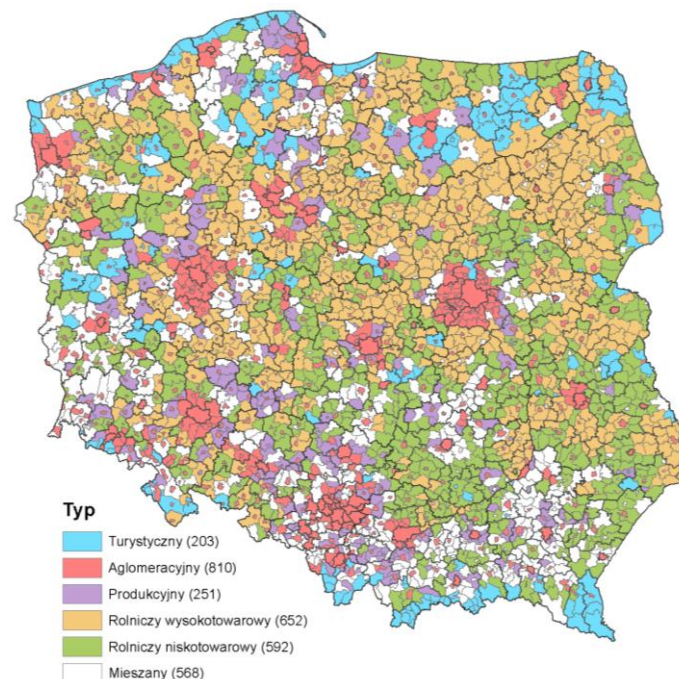 Typ
Turystyczny (203)
Aglomeracyjny (810)
Produkcyjny (251)
Rolniczy wysokotowarowy (652)
Rolniczy niskotowarowy (592)
Mieszany (568)